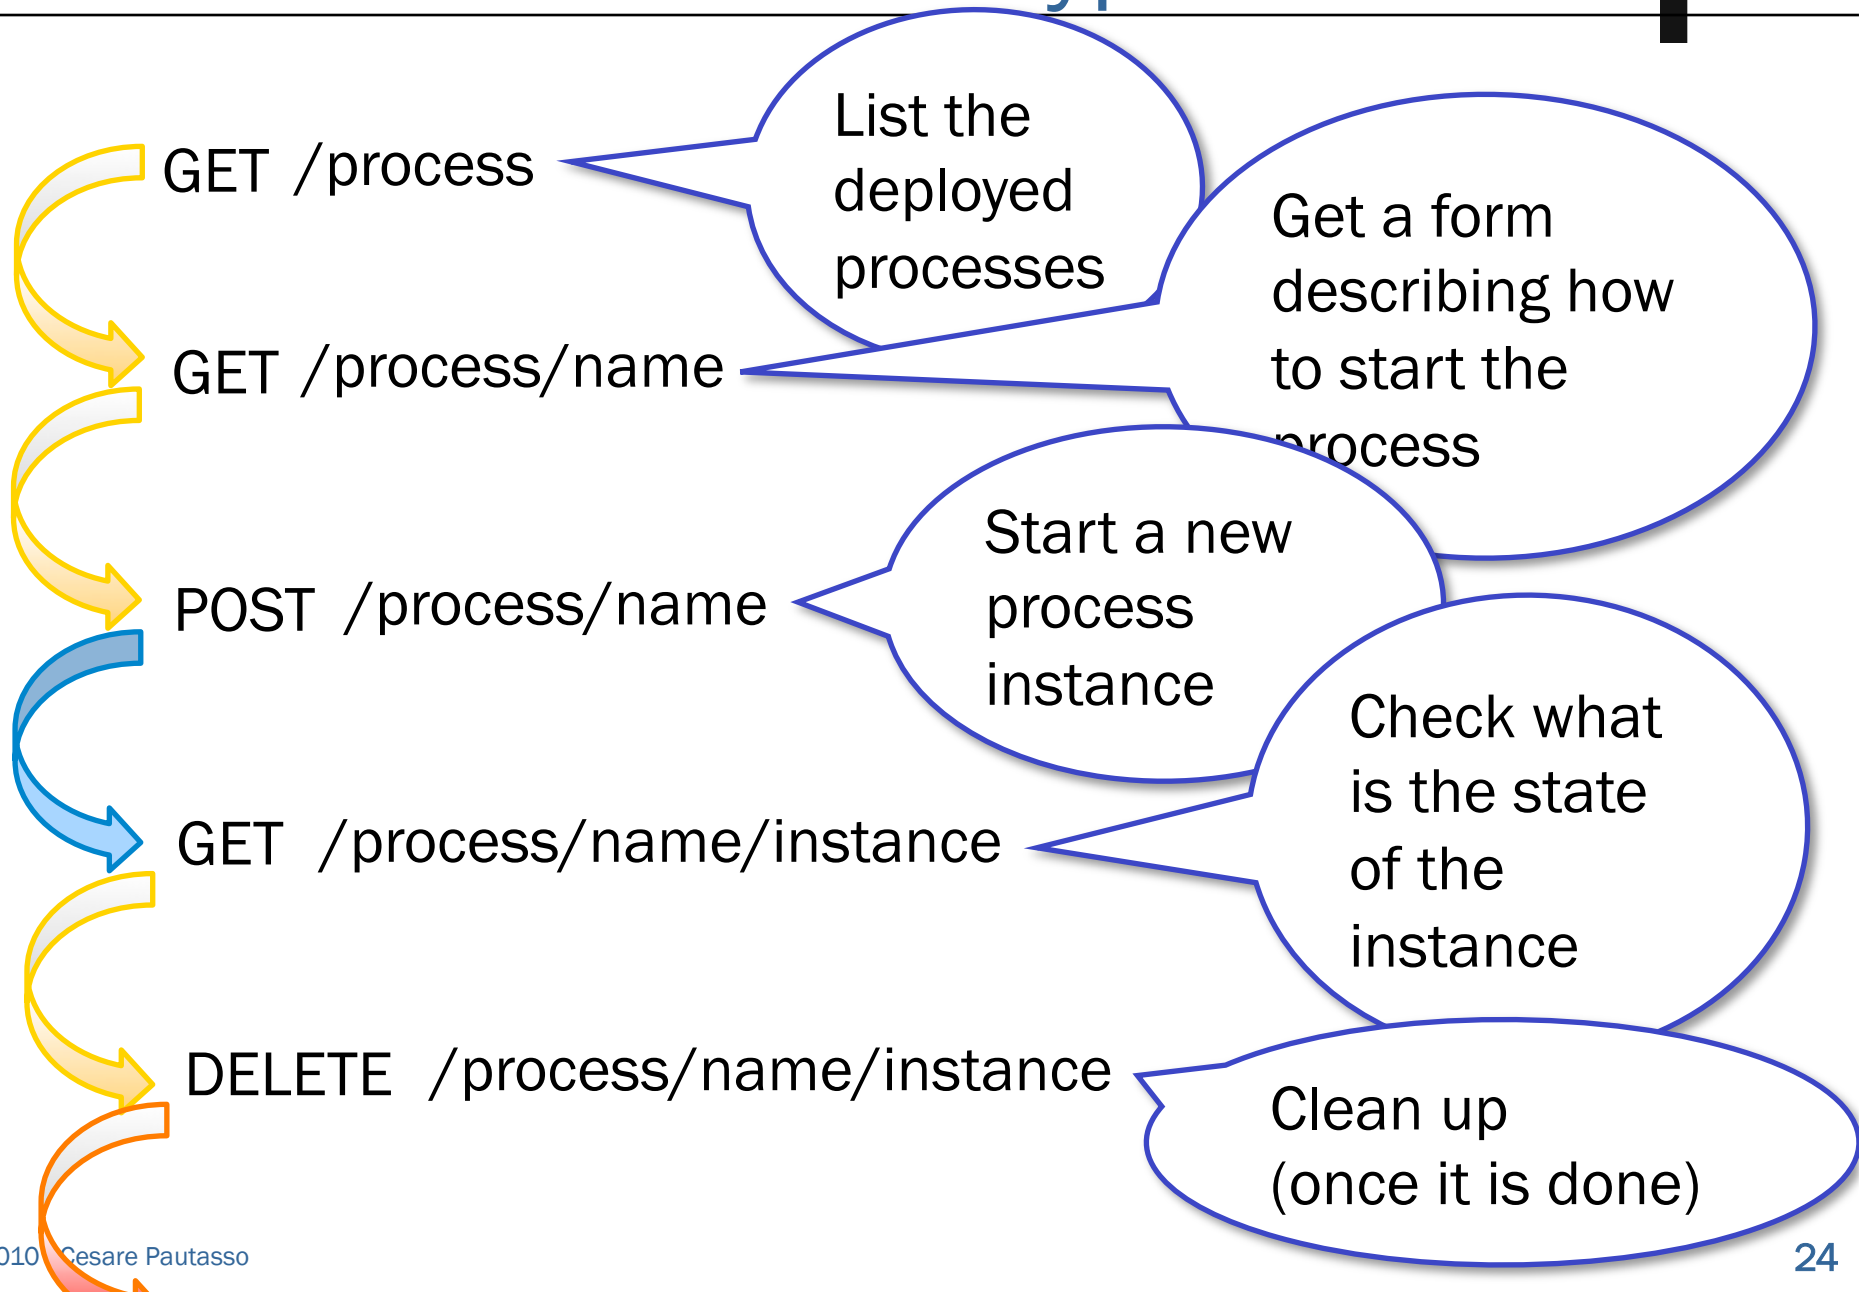 GET /process
List the
deployed
processes
GET /process/name
Get a form
describing how
to start the
process
POST /process/name
Start a new
process
instance
GET /process/name/instance
Check what
is the state
of the
instance
DELETE /process/name/instance
Clean up
(once it is done)
Cesare Pautasso
24